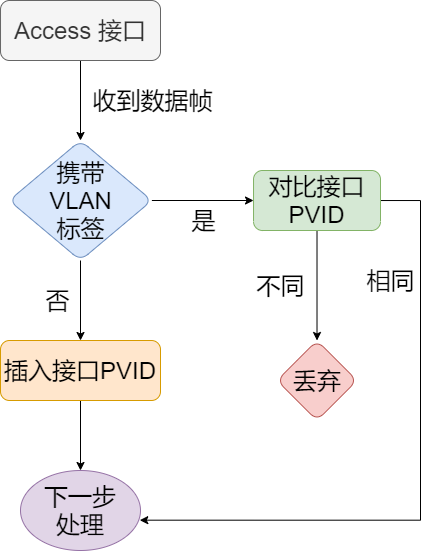 Access 接口
收到数据帧
携带
VLAN
标签
是
对比接口
PVID
否
不同
相同
插入接口PVID
丢弃
下一步
处理